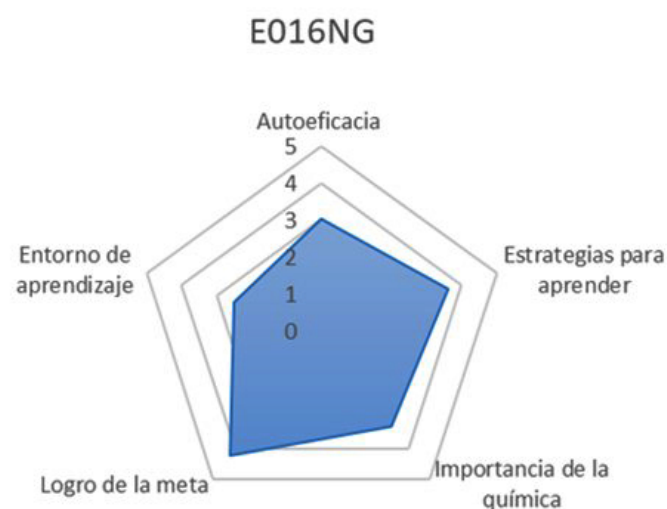 E016NG
Autoeficacia
5
4
3
2
1
0
Entorno de
aprendizaje
Estrategias para
aprender
Logro de la meta
Importancia de la
química